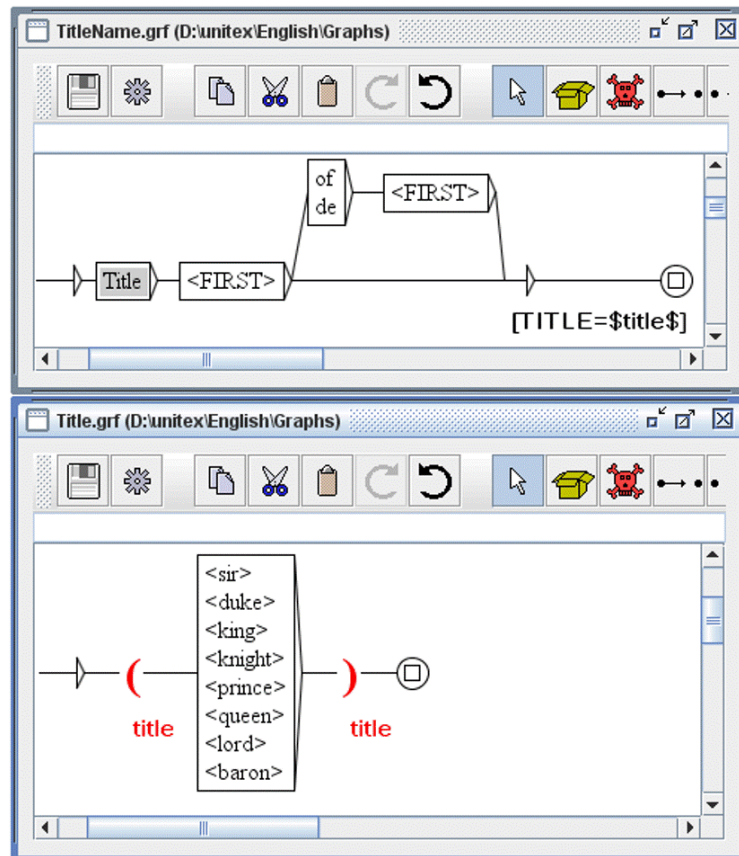 TitleName.grf (D:\unitex\English\Graphs)
of
de
<FIRST>
Title
<FIRST>
[TITLE=$title$]
Title.grf (D:\unitex\English\Graphs)
<sir>
<duke>
<king>
<knight>
<prince>
<queen>
<lord>
<baron>
( )
title title